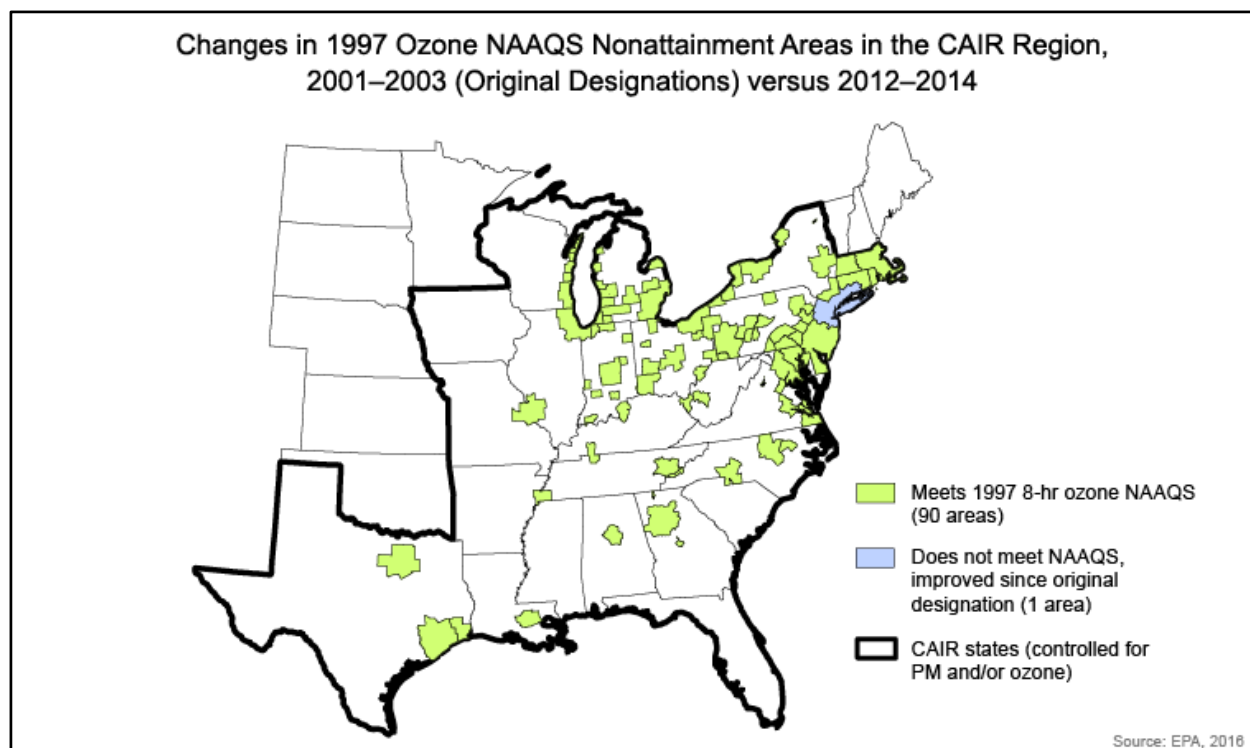 Changes in 1997 Ozone NAAQS Nonattainment Areas in the CAIR Region,
2001–2003 (Original Designations) versus 2012–2014
Meets 1997 8-hr ozone NAAQS
(90 areas)
Does not meet NAAQS,
improved since original
designation (1 area)
CAIR states (controlled for
PM and/or ozone)
Source: EPA, 2016